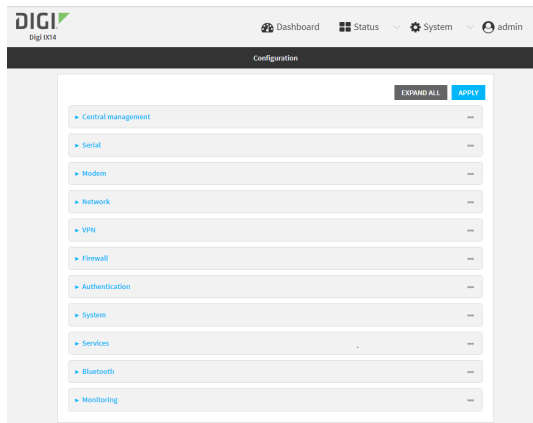 DIGI
Digi IX14
Dashboard Status System admin
Configuration
EXPAND ALL APPLY
Central management
Serial
Modem
Network
VPN
Firewall
Authentication
System
Services
Bluetooth
Monitoring